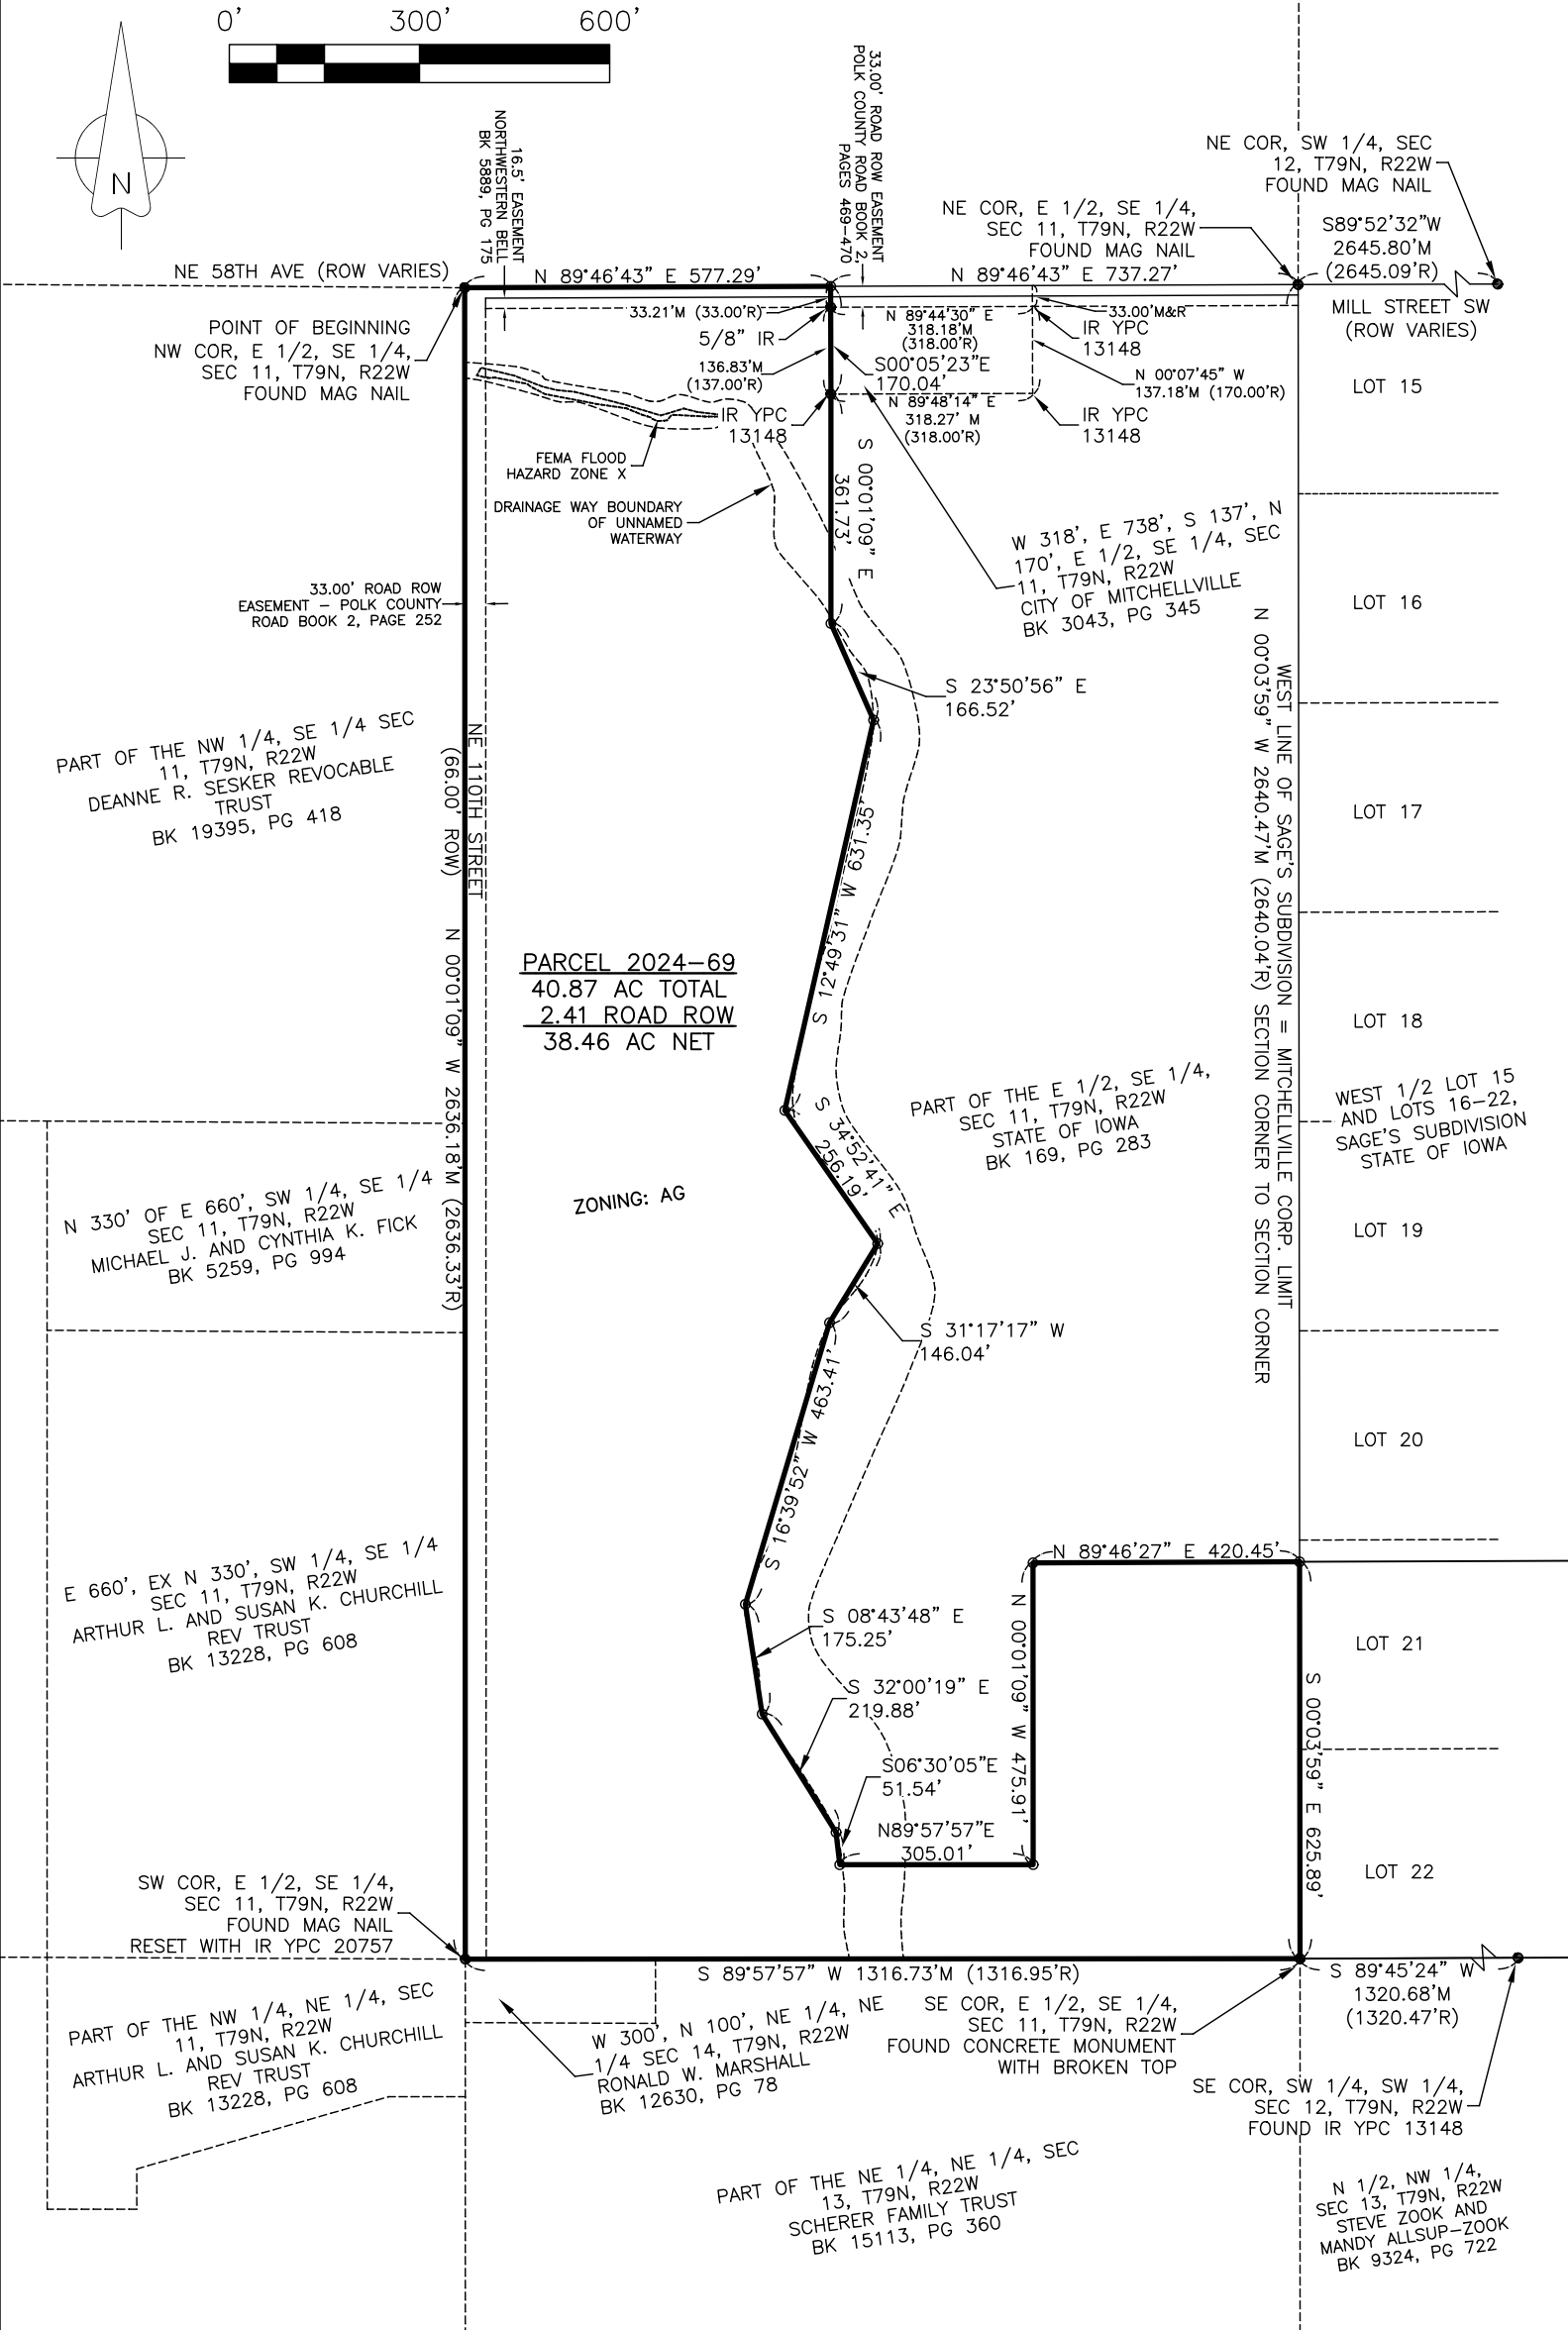 0' 300' 600'
N
16.5' EASEMENT
NORTHWESTERN BELL
BK 5889, PG 175
33.00' ROAD ROW EASEMENT
POLK COUNTY ROAD BOOK 2,
PAGES 469-470
NE COR, SW 1/4, SEC
12, T79N, R22W
FOUND MAG NAIL
NE COR, E 1/2, SE 1/4,
SEC 11, T79N, R22W
FOUND MAG NAIL
S89°52'32"W
2645.80'M
(2645.09'R)
NE 58TH AVE (ROW VARIES)
N 89°46'43" E 577.29'
N 89°46'43" E 737.27'
MILL STREET SW
(ROW VARIES)
POINT OF BEGINNING
NW COR, E 1/2, SE 1/4,
SEC 11, T79N, R22W
FOUND MAG NAIL
33.21'M (33.00'R)
5/8" IR
136.83'M
(137.00'R)
IR YPC
13148
N 89°44'30" E
318.18'M
(318.00'R)
S00°05'23"E
170.04'
N 89°48'14" E
318.27' M
(318.00'R)
33.00'M&R
IR YPC
13148
N 00°07'45" W
137.18'M (170.00'R)
IR YPC
13148
LOT 15
FEMA FLOOD
HAZARD ZONE X
DRAINAGE WAY BOUNDARY
OF UNNAMED
WATERWAY
S 00°01'09" E
361.73'
W 318', E 738', S 137', N
170', E 1/2, SE 1/4, SEC
11, T79N, R22W
CITY OF MITCHELLVILLE
BK 3043, PG 345
33.00' ROAD ROW
EASEMENT – POLK COUNTY
ROAD BOOK 2, PAGE 252
LOT 16
S 23°50'56" E
166.52'
PART OF THE NW 1/4, SE 1/4 SEC
11, T79N, R22W
DEANNE R. SESKER REVOCABLE
TRUST
BK 19395, PG 418
NE 110TH STREET
(66.00' ROW)
N 00°01'09" W 2636.18'M (2636.33'R)
S 12°49'31" W 631.35'
WEST LINE OF SAGE'S SUBDIVISION = MITCHELLVILLE CORP. LIMIT
N 00°03'59" W 2640.47'M (2640.04'R) SECTION CORNER TO SECTION CORNER
LOT 17
PARCEL 2024-69
40.87 AC TOTAL
2.41 ROAD ROW
38.46 AC NET
LOT 18
S 34°52'41" E
256.19'
PART OF THE E 1/2, SE 1/4,
SEC 11, T79N, R22W
STATE OF IOWA
BK 169, PG 283
WEST 1/2 LOT 15
AND LOTS 16-22,
SAGE'S SUBDIVISION
STATE OF IOWA
N 330' OF E 660', SW 1/4, SE 1/4
SEC 11, T79N, R22W
MICHAEL J. AND CYNTHIA K. FICK
BK 5259, PG 994
ZONING: AG
LOT 19
S 31°17'17" W
146.04'
S 16°39'52" W 463.41'
LOT 20
E 660', EX N 330', SW 1/4, SE 1/4
SEC 11, T79N, R22W
ARTHUR L. AND SUSAN K. CHURCHILL
REV TRUST
BK 13228, PG 608
N 89°46'27" E 420.45'
S 08°43'48" E
175.25'
LOT 21
N 00°01'09" W 475.91'
S 00°03'59" E 625.89'
S 32°00'19" E
219.88'
S06°30'05"E
51.54'
N89°57'57"E
305.01'
LOT 22
SW COR, E 1/2, SE 1/4,
SEC 11, T79N, R22W
FOUND MAG NAIL
RESET WITH IR YPC 20757
S 89°57'57" W 1316.73'M (1316.95'R)
S 89°45'24" W
1320.68'M
(1320.47'R)
PART OF THE NW 1/4, NE 1/4, SEC
11, T79N, R22W
ARTHUR L. AND SUSAN K. CHURCHILL
REV TRUST
BK 13228, PG 608
W 300', N 100', NE 1/4, NE
1/4 SEC 14, T79N, R22W
RONALD W. MARSHALL
BK 12630, PG 78
SE COR, E 1/2, SE 1/4,
SEC 11, T79N, R22W
FOUND CONCRETE MONUMENT
WITH BROKEN TOP
SE COR, SW 1/4, SW 1/4,
SEC 12, T79N, R22W
FOUND IR YPC 13148
PART OF THE NE 1/4, NE 1/4, SEC
13, T79N, R22W
SCHERER FAMILY TRUST
BK 15113, PG 360
N 1/2, NW 1/4,
SEC 13, T79N, R22W
STEVE ZOOK AND
MANDY ALLSUP-ZOOK
BK 9324, PG 722